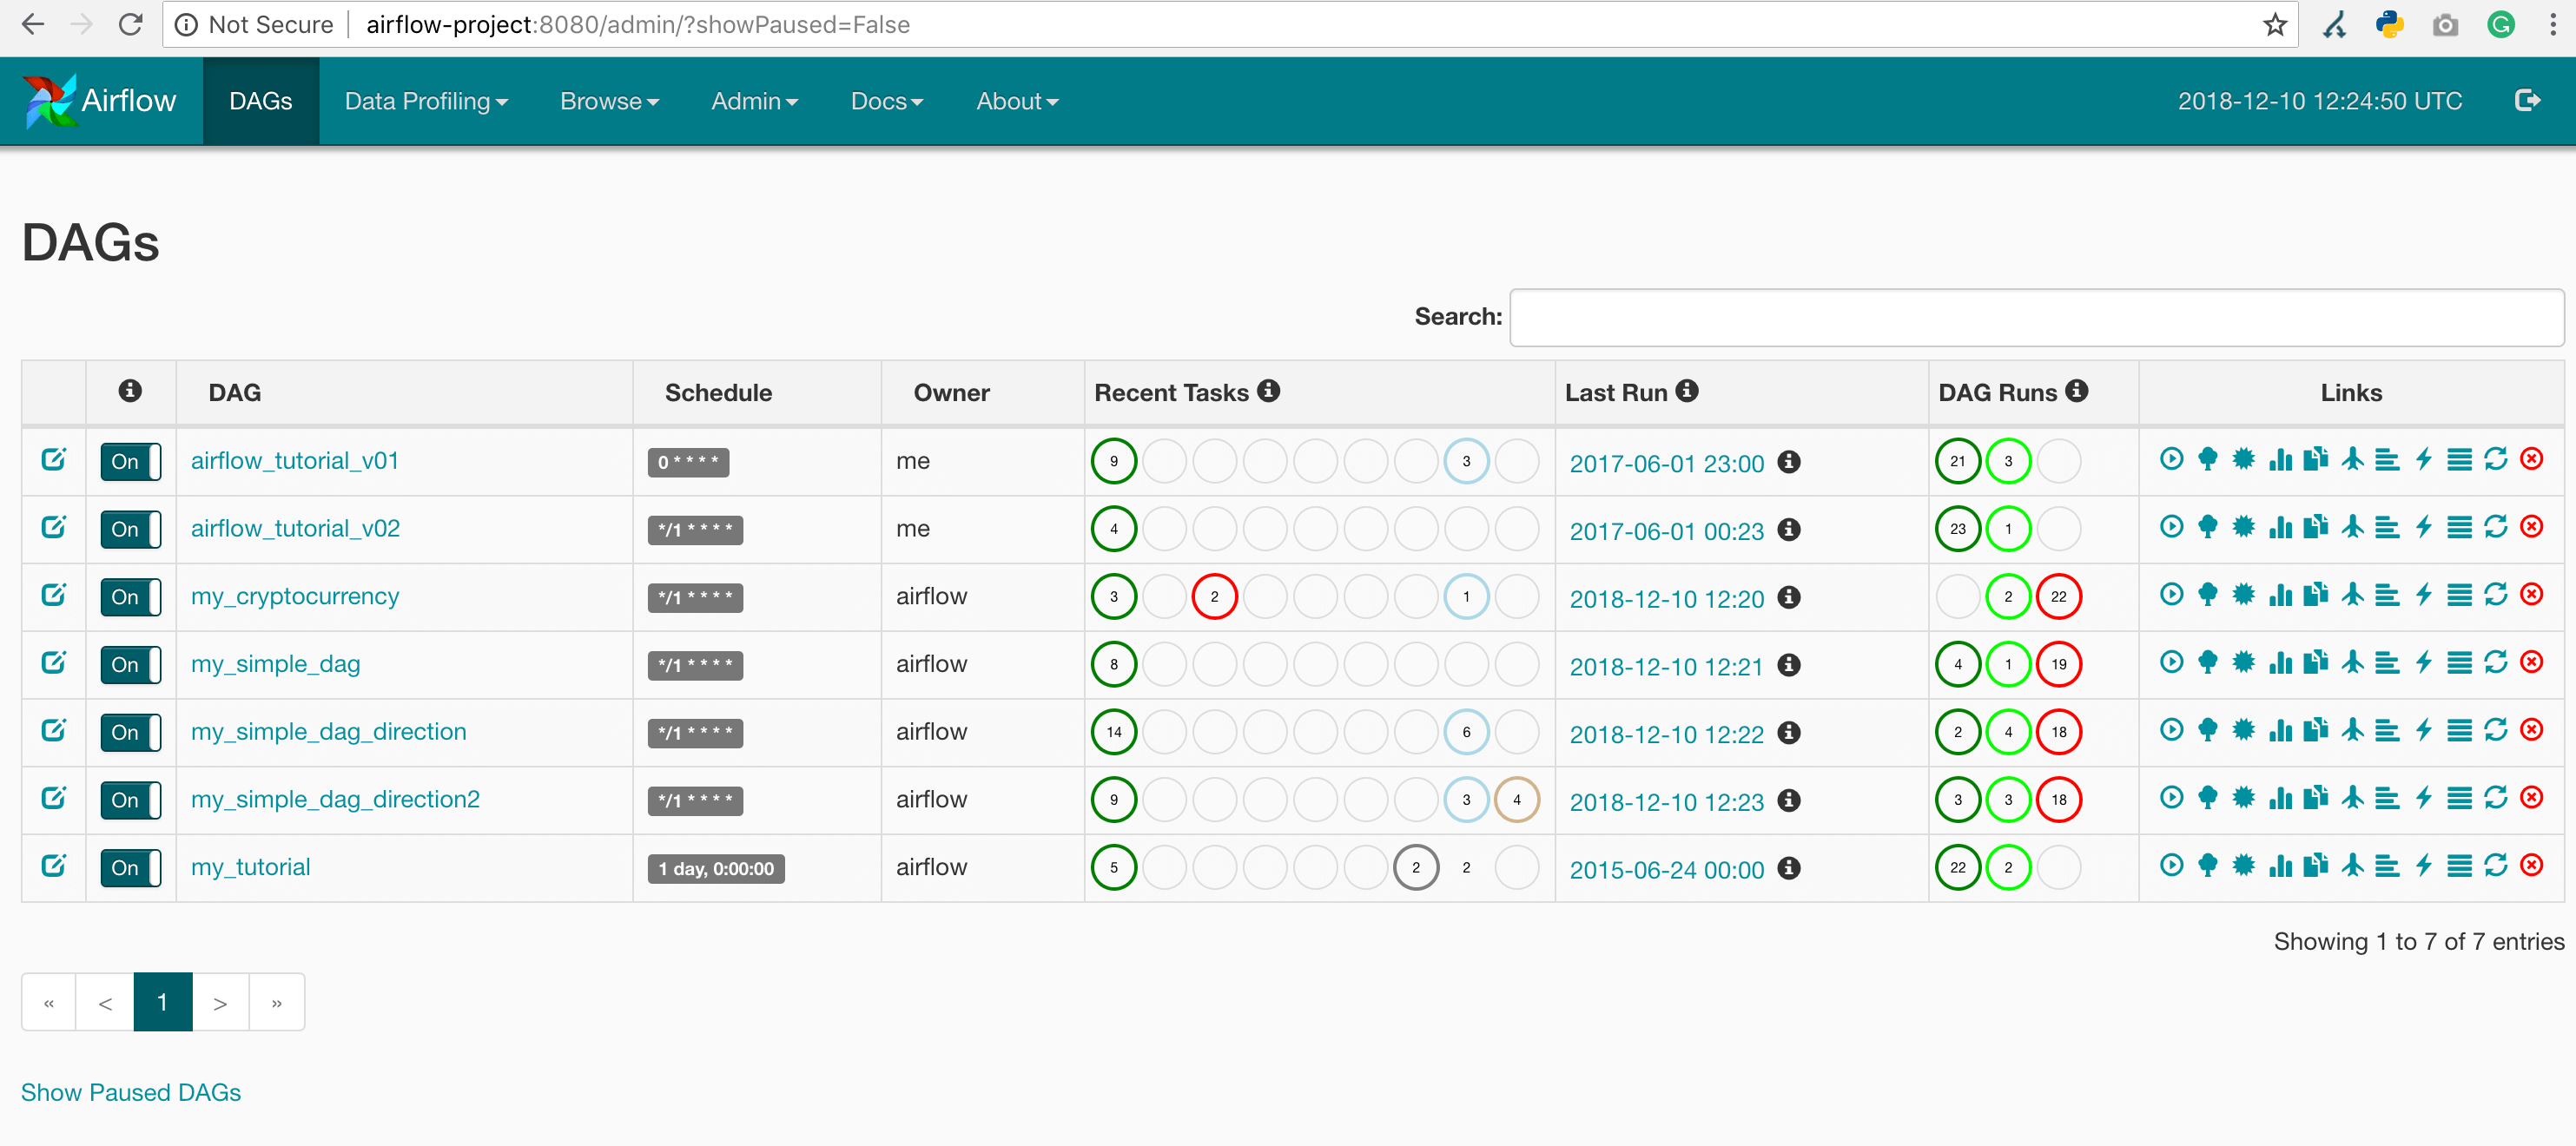 Not Secure | airflow-project:8080/admin/?showPaused=False
Airflow DAGs Data Profiling Browse Admin Docs About 2018-12-10 12:24:50 UTC
DAGs
Search:
DAG Schedule Owner Recent Tasks Last Run DAG Runs Links
On airflow_tutorial_v01 0 * * * * me 9 3 2017-06-01 23:00 21 3
On airflow_tutorial_v02 */1 * * * * me 4 2017-06-01 00:23 23 1
On my_cryptocurrency */1 * * * * airflow 3 2 1 2018-12-10 12:20 2 22
On my_simple_dag */1 * * * * airflow 8 2018-12-10 12:21 4 1 19
On my_simple_dag_direction */1 * * * * airflow 14 6 2018-12-10 12:22 2 4 18
On my_simple_dag_direction2 */1 * * * * airflow 9 3 4 2018-12-10 12:23 3 3 18
On my_tutorial 1 day, 0:00:00 airflow 5 2 2 2015-06-24 00:00 22 2
Showing 1 to 7 of 7 entries
« < 1 > »
Show Paused DAGs